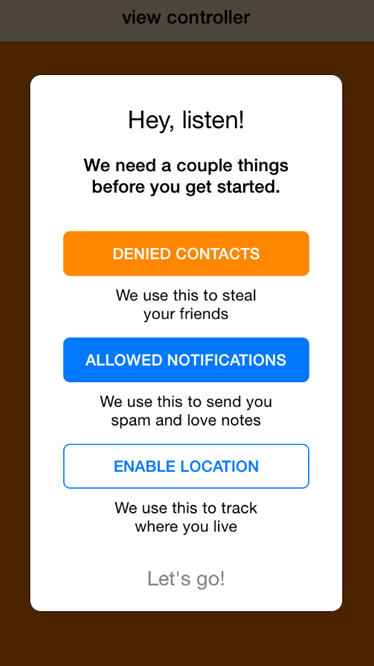 view controller
Hey, listen!
We need a couple things
before you get started.
DENIED CONTACTS
We use this to steal
your friends
ALLOWED NOTIFICATIONS
We use this to send you
spam and love notes
ENABLE LOCATION
We use this to track
where you live
Let's go!